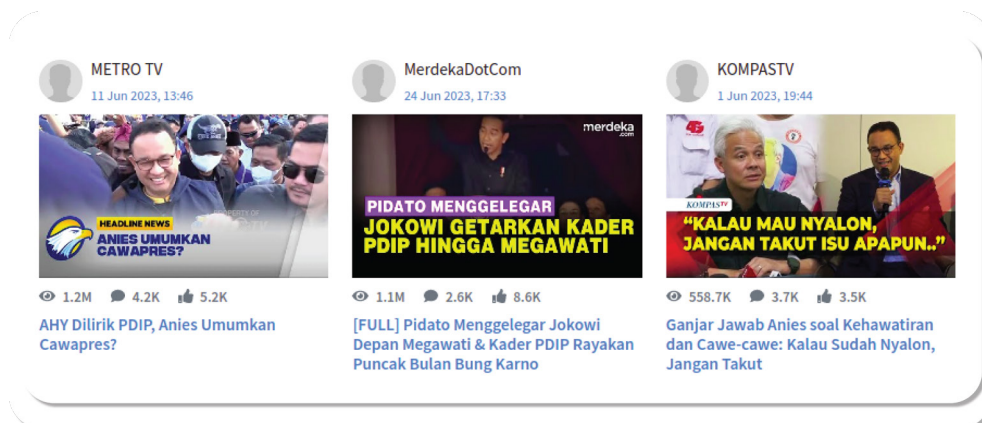 METRO TV
11 Jun 2023, 13:46
HEADLINE NEWS
ANIES UMUMKAN
CAWAPRES?
1.2M 4.2K 5.2K
AHY Dilirik PDIP, Anies Umumkan
Cawapres?
MerdekaDotCom
24 Jun 2023, 17:33
merdeka
.com
PIDATO MENGGELEGAR
JOKOWI GETARKAN KADER
PDIP HINGGA MEGAWATI
1.1M 2.6K 8.6K
[FULL] Pidato Menggelegar Jokowi
Depan Megawati & Kader PDIP Rayakan
Puncak Bulan Bung Karno
KOMPASTV
1 Jun 2023, 19:44
KOMPASTV
“KALAU MAU NYALON,
JANGAN TAKUT ISU APAPUN..”
558.7K 3.7K 3.5K
Ganjar Jawab Anies soal Kehawatiran
dan Cawe-cawe: Kalau Sudah Nyalon,
Jangan Takut